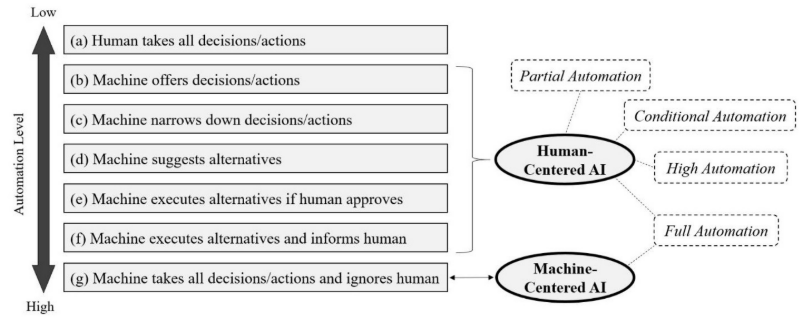 Low
Automation Level
High
(a) Human takes all decisions/actions
(b) Machine offers decisions/actions
(c) Machine narrows down decisions/actions
(d) Machine suggests alternatives
(e) Machine executes alternatives if human approves
(f) Machine executes alternatives and informs human
(g) Machine takes all decisions/actions and ignores human
Human-
Centered AI
Machine-
Centered AI
Partial Automation
Conditional Automation
High Automation
Full Automation